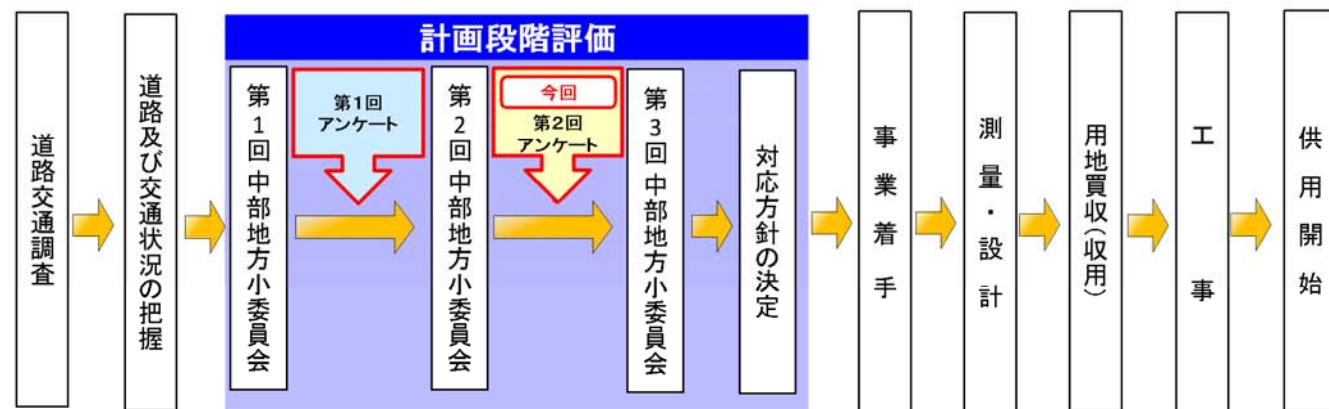 道路交通調査
道路及び交通状況の把握
計画段階評価
第1回中部地方小委員会
第1回
アンケート
第2回中部地方小委員会
今回
第2回
アンケート
第3回中部地方小委員会
対応方針の決定
事業着手
測量・設計
用地買収(収用)
工事
供用開始